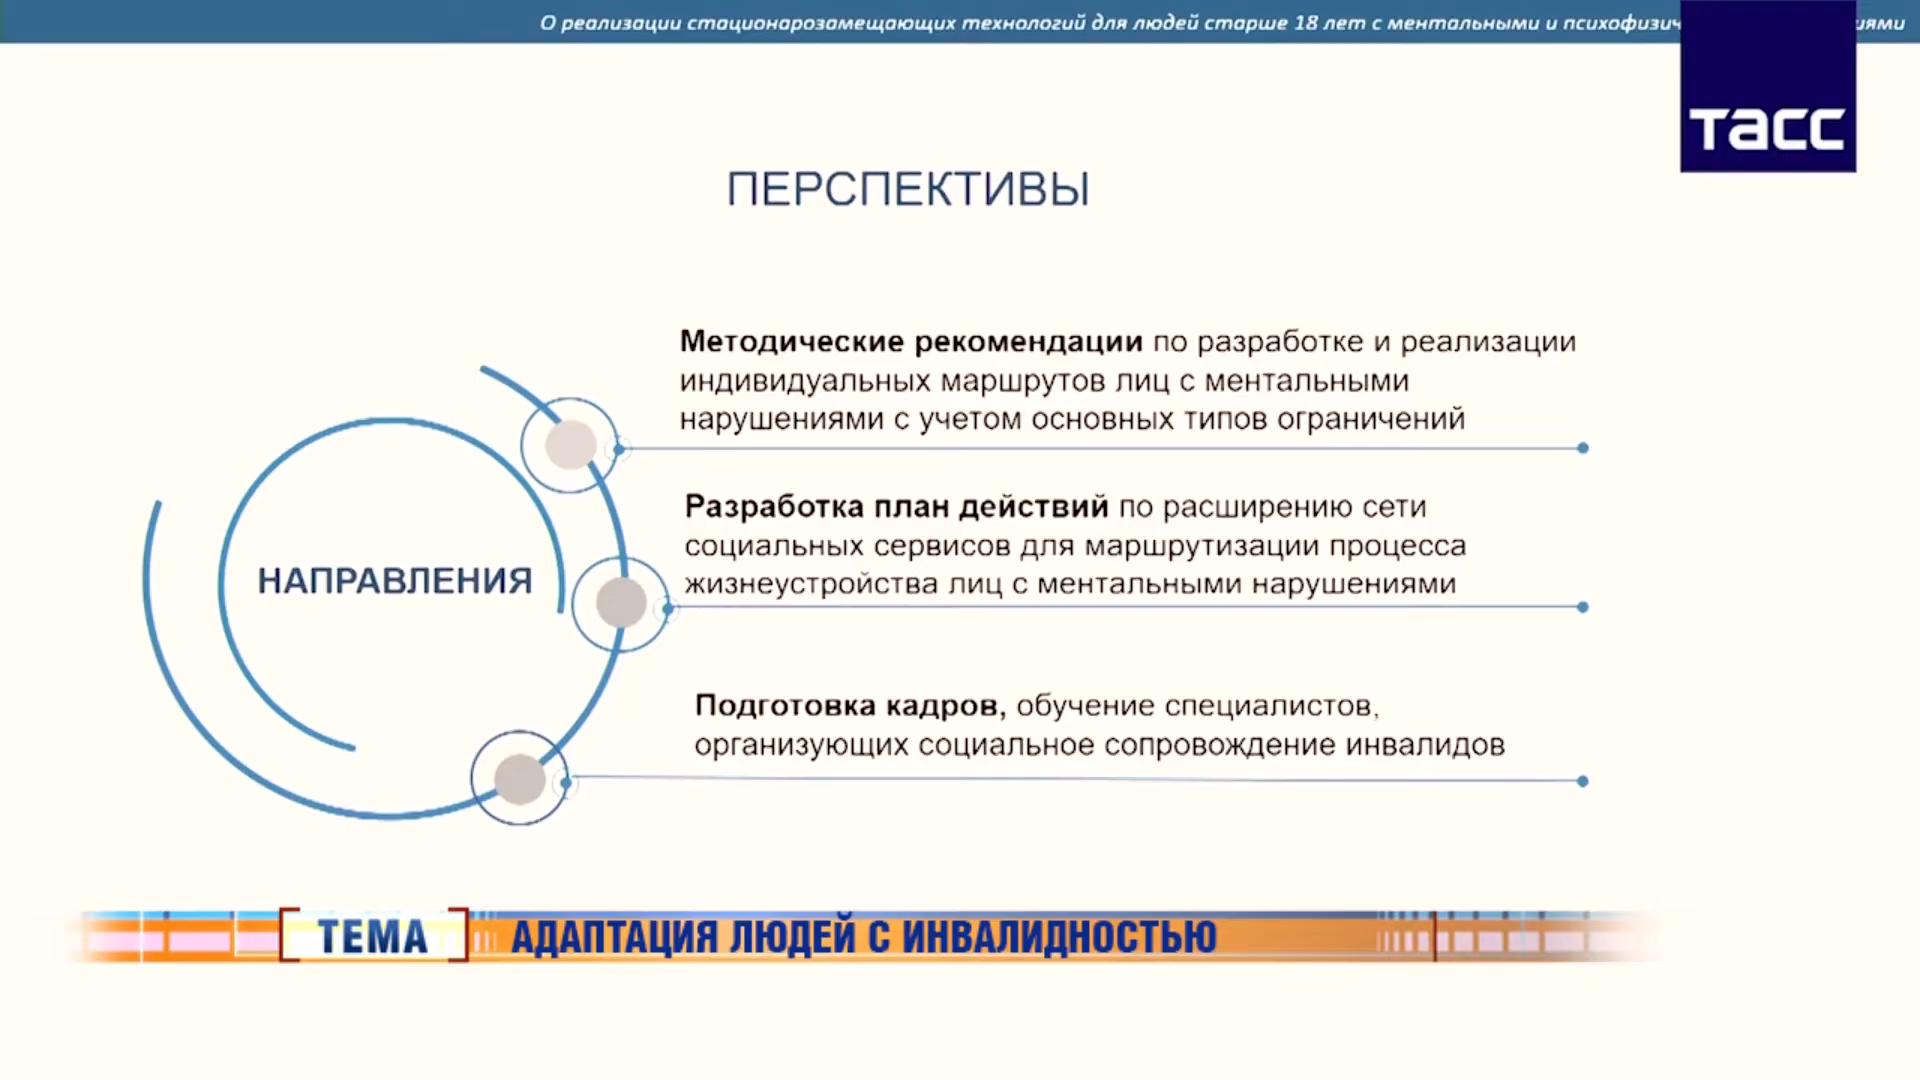 О реализации стационарозамещающих технологий для людей старше 18 лет с ментальными и
тасс
ПЕРСПЕКТИВЫ
Методические рекомендации по разработке и реализации
индивидуальных маршрутов лиц с ментальными
нарушениями с учетом основных типов ограничений
Разработка план действий по расширению сети
социальных сервисов для маршрутизации процесса
жизнеустройства лиц с ментальными нарушениями
НАПРАВЛЕНИЯ
Подготовка кадров, обучение специалистов,
организующих социальное сопровождение инвалидов
ТЕМА АДАПТАЦИЯ ЛЮДЕЙ С ИНВАЛИДНОСТЬЮ